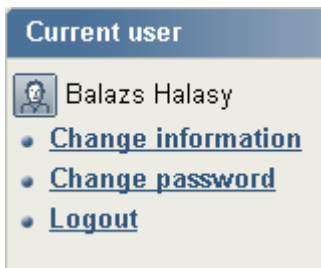 Current user
Balazs Halasy
Change information
Change password
Logout